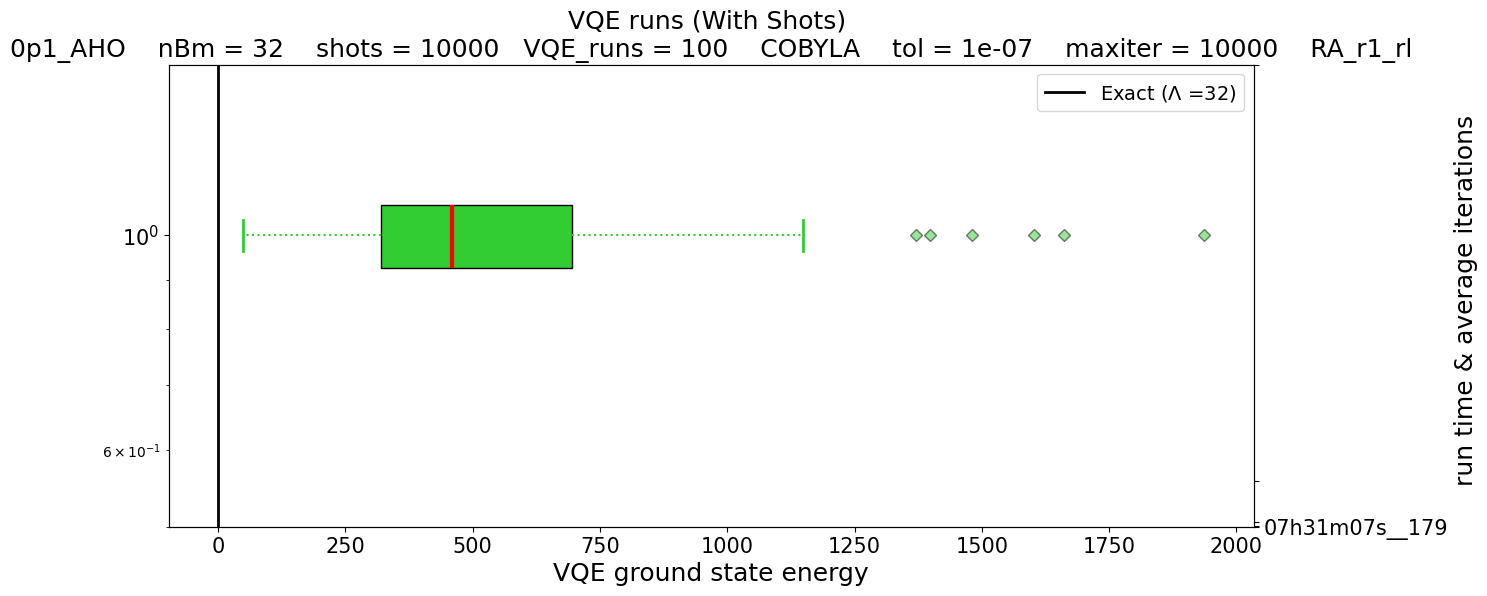 VQE runs (With Shots)
0p1_AHO nBm = 32 shots = 10000 VQE_runs = 100 COBYLA tol = 1e-07 maxiter = 10000 RA_r1_rl
Exact (Λ =32)
10⁰
6 × 10⁻¹
0 250 500 750 1000 1250 1500 1750 2000
VQE ground state energy
07h31m07s__179
run time & average iterations